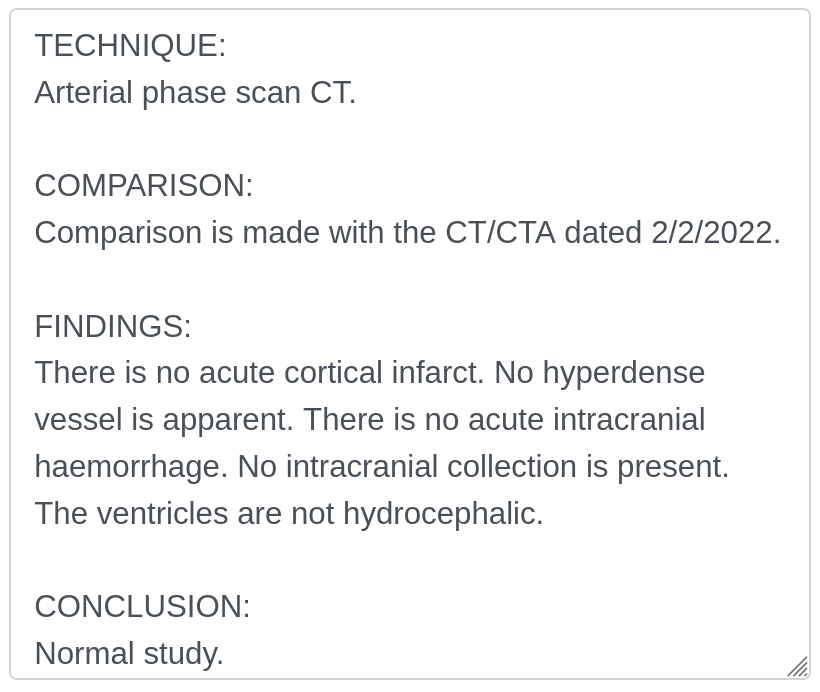 TECHNIQUE:
Arterial phase scan CT.
COMPARISON:
Comparison is made with the CT/CTA dated 2/2/2022.
FINDINGS:
There is no acute cortical infarct. No hyperdense
vessel is apparent. There is no acute intracranial
haemorrhage. No intracranial collection is present.
The ventricles are not hydrocephalic.
CONCLUSION:
Normal study.